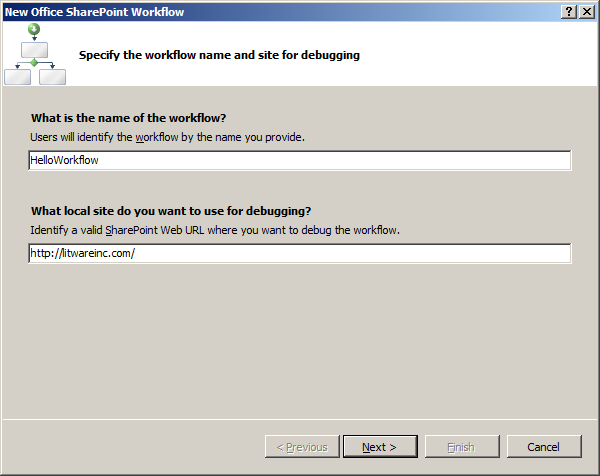 New Office SharePoint Workflow
Specify the workflow name and site for debugging
What is the name of the workflow?
Users will identify the workflow by the name you provide.
HelloWorkflow
What local site do you want to use for debugging?
Identify a valid SharePoint Web URL where you want to debug the workflow.
http://litwareinc.com/
< Previous Next > Finish Cancel